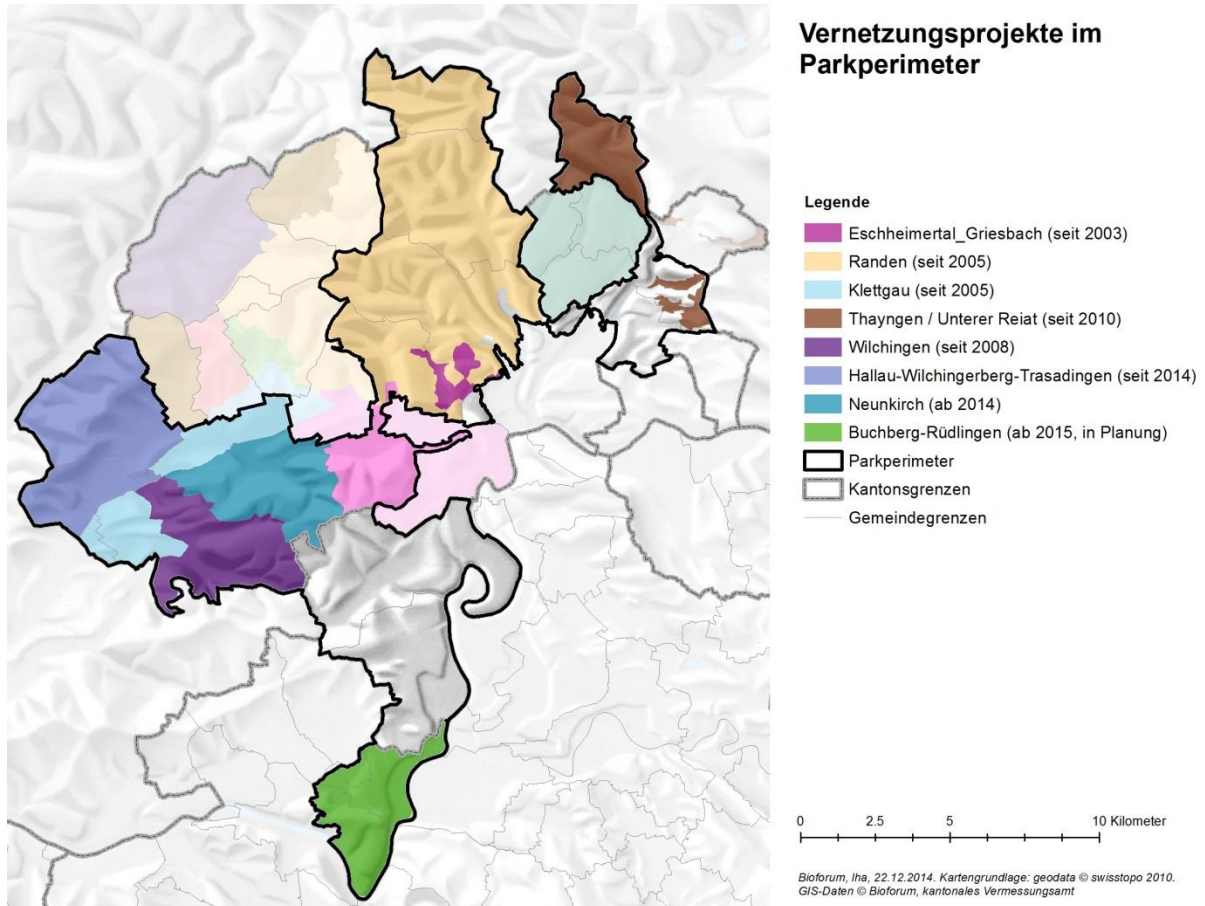 Vernetzungsprojekte im
Parkperimeter
Legende
Eschheimertal_Griesbach (seit 2003)
Randen (seit 2005)
Klettgau (seit 2005)
Thayngen / Unterer Reiat (seit 2010)
Wilchingen (seit 2008)
Hallau-Wilchingerberg-Trasadingen (seit 2014)
Neunkirch (ab 2014)
Buchberg-Rüdlingen (ab 2015, in Planung)
Parkperimeter
Kantonsgrenzen
Gemeindegrenzen
0 2.5 5 10 Kilometer
Bioforum, lha, 22.12.2014. Kartengrundlage: geodata © swisstopo 2010.
GIS-Daten © Bioforum, kantonales Vermessungsamt